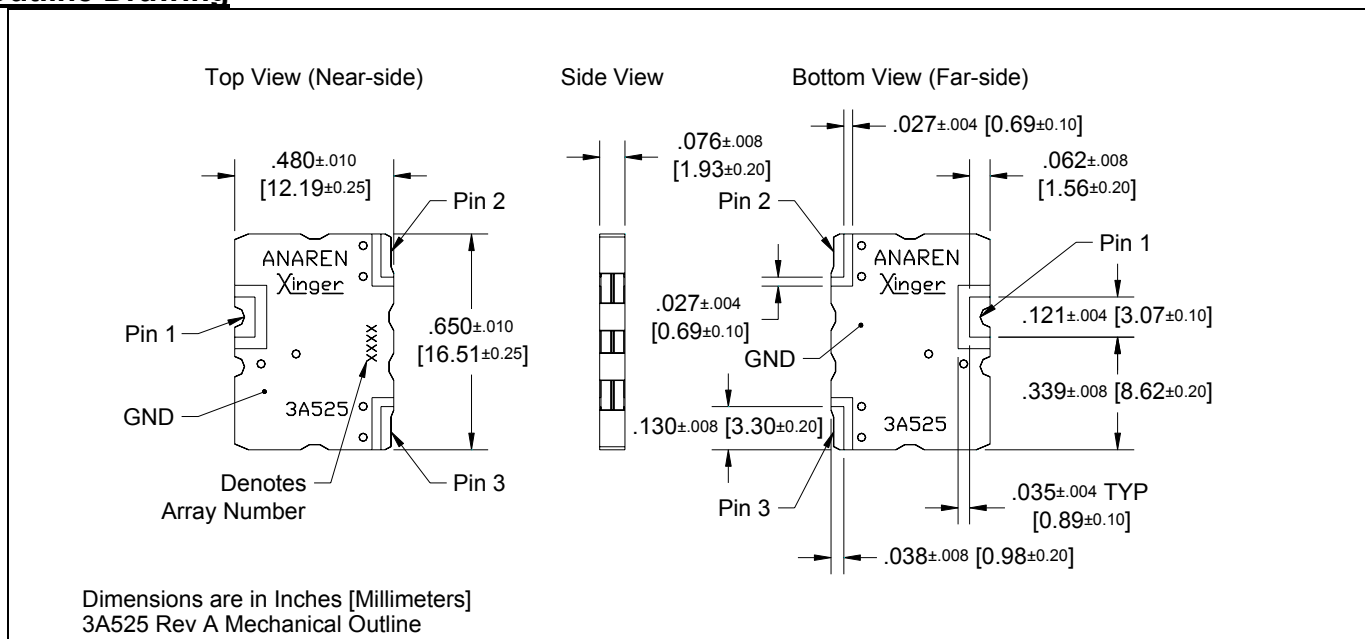 Top View (Near-side)
Side View
Bottom View (Far-side)
.480±.010
[12.19±0.25]
Pin 2
ANAREN
Xinger
Pin 1
.650±.010
[16.51±0.25]
XXXX
GND
3A525
Denotes
Array Number
Pin 3
.076±.008
[1.93±0.20]
.027±.004 [0.69±0.10]
.062±.008
[1.56±0.20]
Pin 2
Pin 1
ANAREN
Xinger
.027±.004
[0.69±0.10]
.121±.004 [3.07±0.10]
GND
.339±.008 [8.62±0.20]
.130±.008 [3.30±0.20]
3A525
Pin 3
.035±.004 TYP
[0.89±0.10]
.038±.008 [0.98±0.20]
Dimensions are in Inches [Millimeters]
3A525 Rev A Mechanical Outline